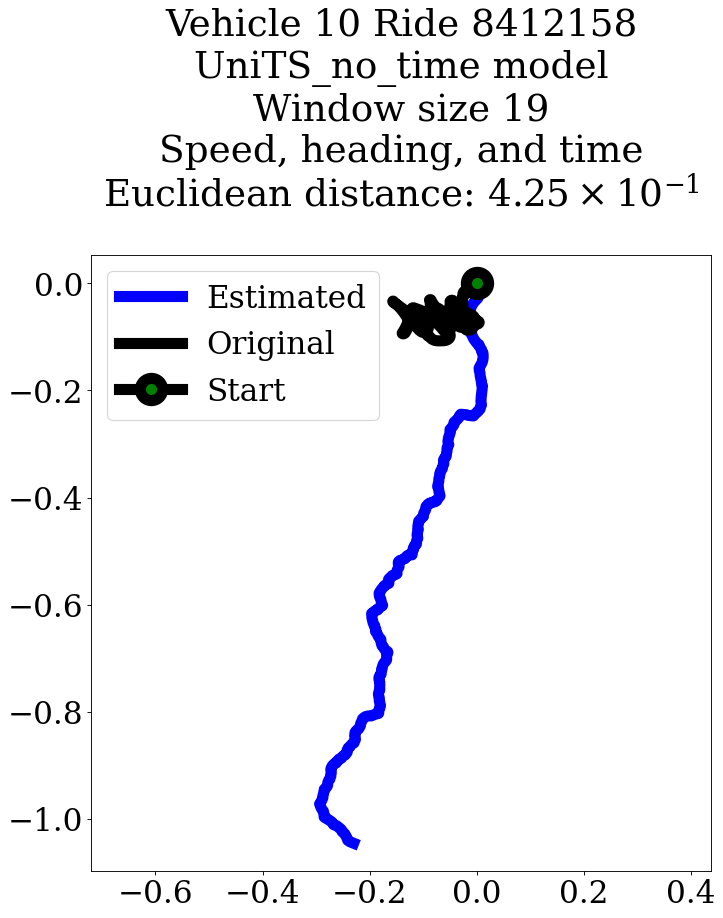 Vehicle 10 Ride 8412158
UniTS_no_time model
Window size 19
Speed, heading, and time
Euclidean distance: 4.25 × 10⁻¹
Estimated
Original
Start
0.0
−0.2
−0.4
−0.6
−0.8
−1.0
−0.6 −0.4 −0.2 0.0 0.2 0.4